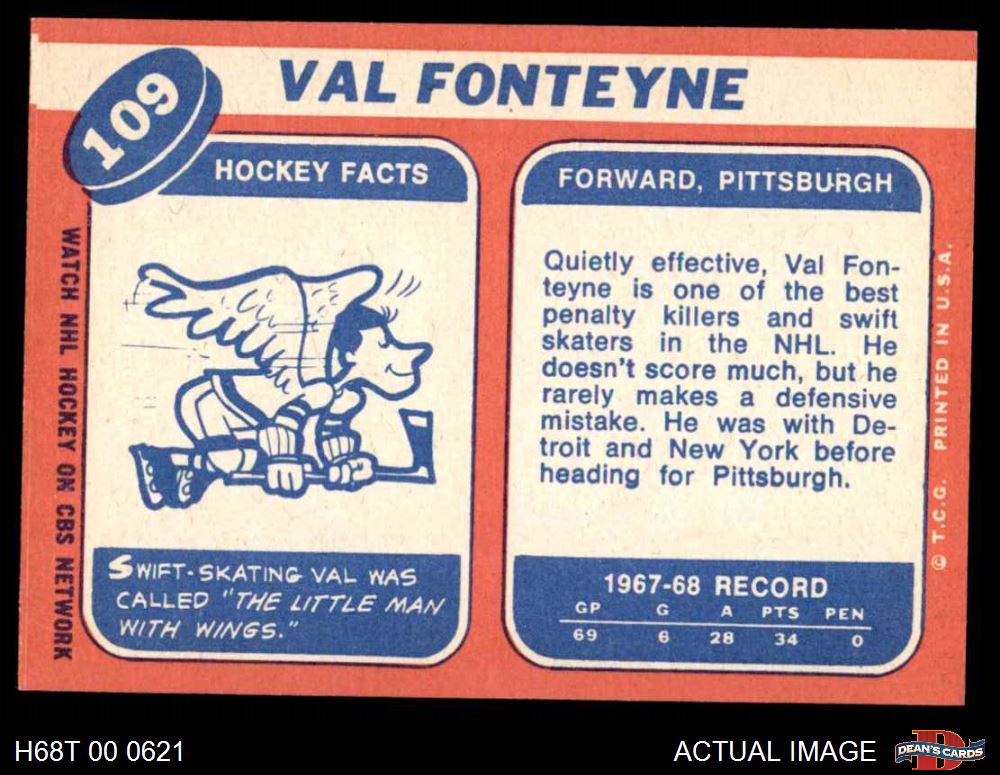 109
VAL FONTEYNE
HOCKEY FACTS
SWIFT-SKATING VAL WAS
CALLED "THE LITTLE MAN
WITH WINGS."
FORWARD, PITTSBURGH
Quietly effective, Val Fon-
teyne is one of the best
penalty killers and swift
skaters in the NHL. He
doesn't score much, but he
rarely makes a defensive
mistake. He was with De-
troit and New York before
heading for Pittsburgh.
1967-68 RECORD
GP G A PTS PEN
69 6 28 34 0
WATCH NHL HOCKEY ON CBS NETWORK
© T.C.G. PRINTED IN U.S.A.
H68T 00 0621
ACTUAL IMAGE
DEAN'S CARDS